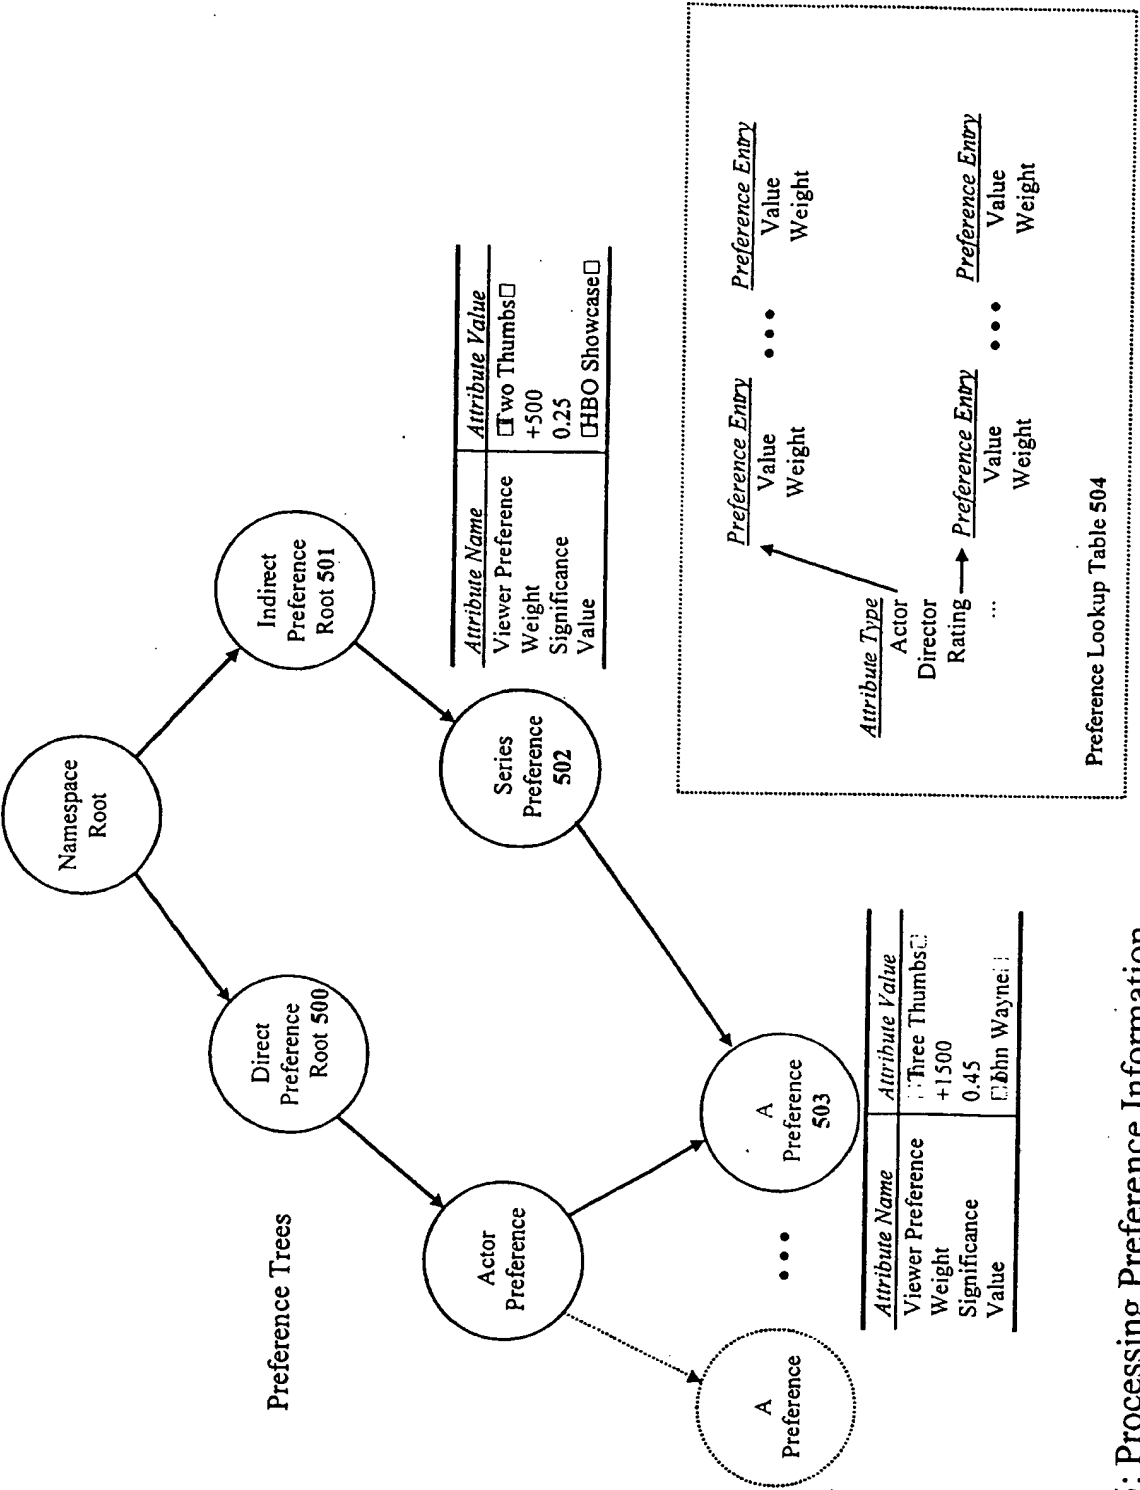 Preference Trees
Namespace
Root
Direct
Preference
Root 500
Indirect
Preference
Root 501
Actor
Preference
Series
Preference
502
Attribute Name Attribute Value
Viewer Preference □Two Thumbs□
Weight +500
Significance 0.25
Value □HBO Showcase□
A
Preference
•••
A
Preference
503
Attribute Name Attribute Value
Viewer Preference □Three Thumbs□
Weight +1500
Significance 0.45
Value □John Wayne□
Attribute Type
Actor
Director
Rating
...
Preference Entry
Value
Weight
•••
Preference Entry
Value
Weight
Preference Entry
Value
Weight
•••
Preference Entry
Value
Weight
Preference Lookup Table 504
: Processing Preference Information